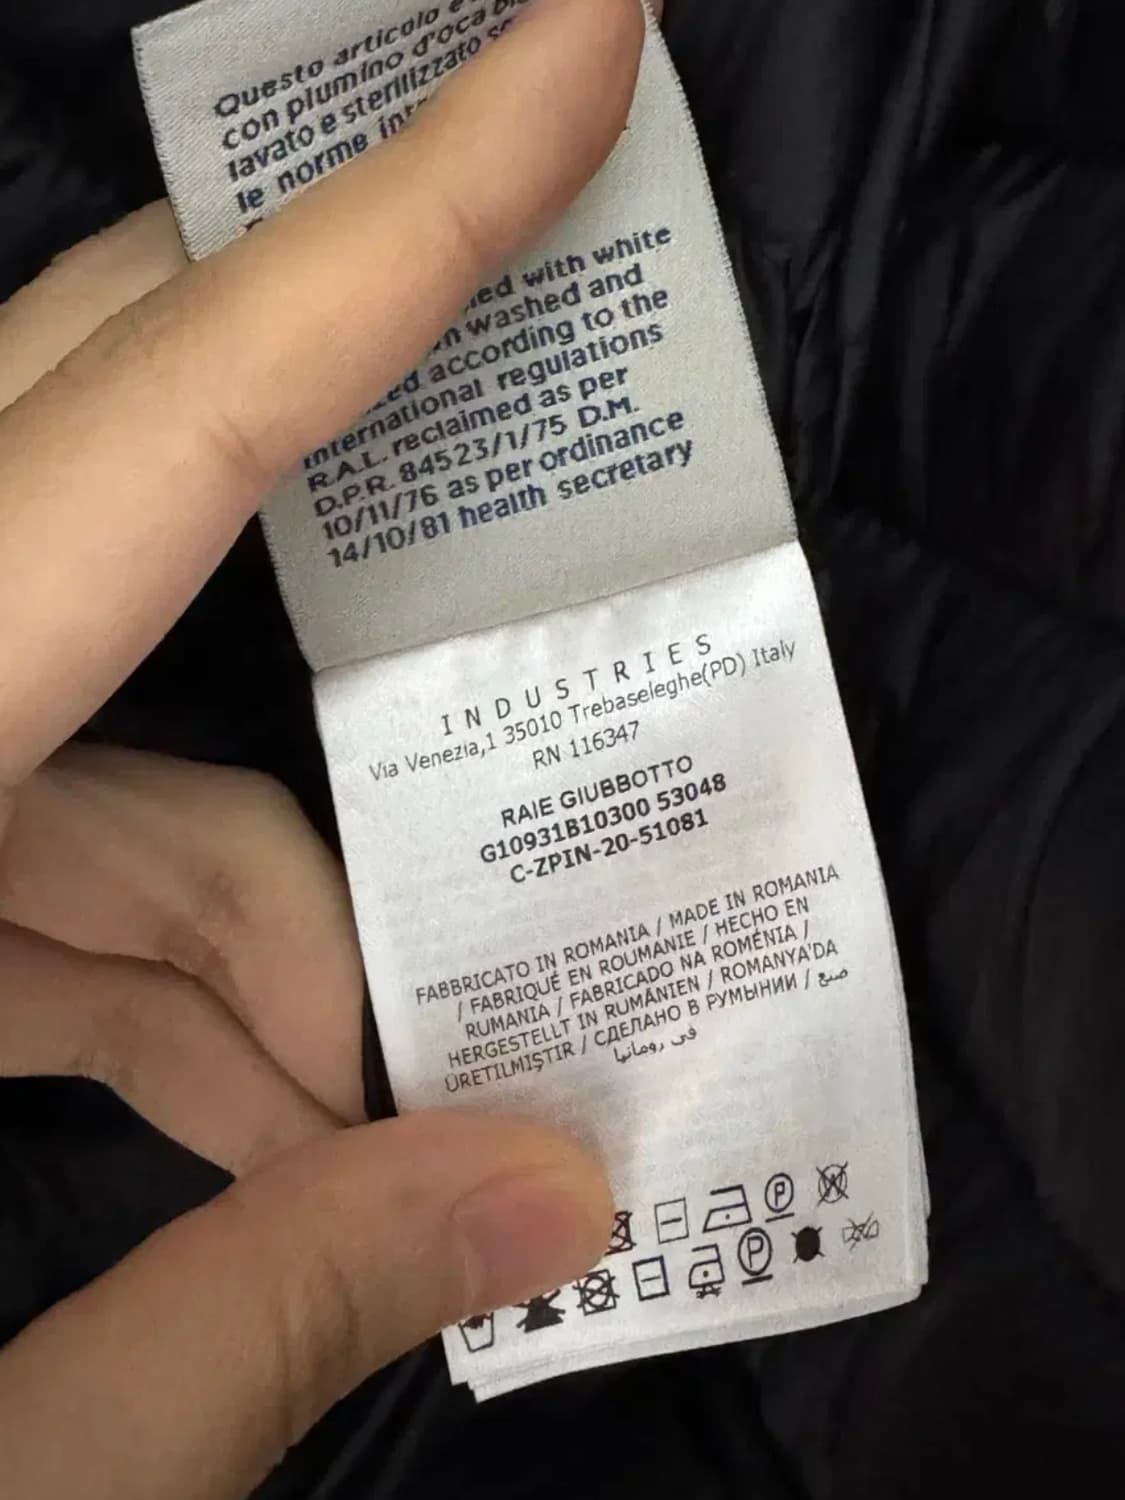 Questo articolo
con piumino d'oca
lavato e sterilizzato
le norme
with white
washed and
according to the
international regulations
R.A.L. reclaimed as per
D.P.R. 84523/1/75 D.M.
10/11/76 as per ordinance
14/10/81 health secretary
INDUSTRIES
Via Venezia,1 35010 Trebaseleghe(PD) Italy
RN 116347
RAIE GIUBBOTTO
G10931B10300 53048
C-ZPIN-20-51081
FABBRICATO IN ROMANIA / MADE IN ROMANIA
/ FABRIQUÉ EN ROUMANIE / HECHO EN
RUMANIA / FABRICADO NA ROMÉNIA /
HERGESTELLT IN RUMÄNIEN / ROMANYA'DA
ÜRETILMIŞTIR / СДЕЛАНО В РУМЫНИИ / صنع
في رومانيا
P
W
P